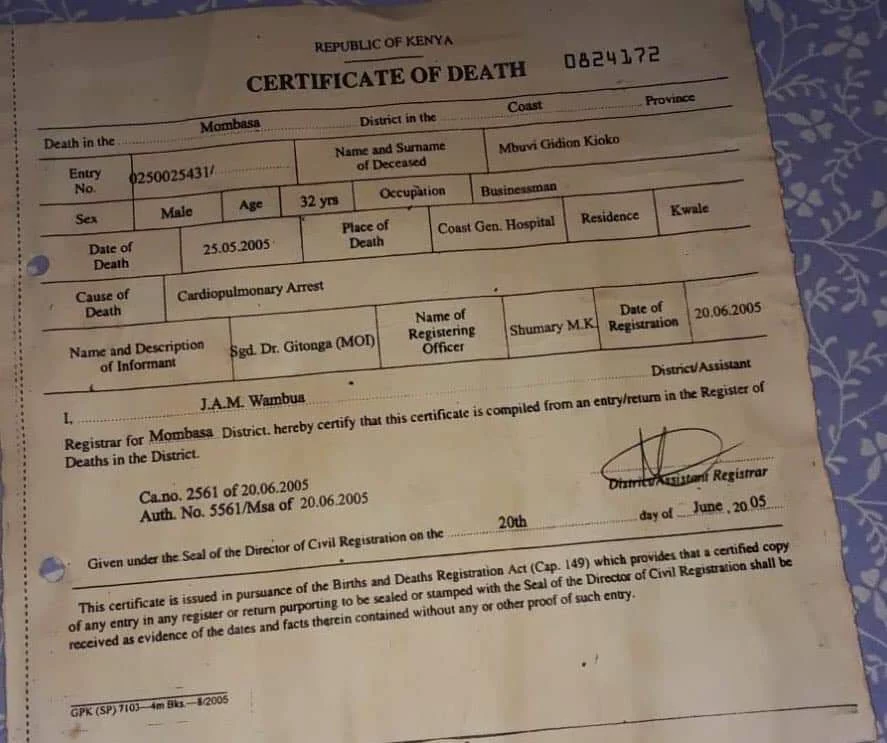 REPUBLIC OF KENYA
CERTIFICATE OF DEATH 0824172
Death in the Mombasa District in the Coast Province
Entry No. 0250025431/ Name and Surname of Deceased Mbuvi Gidion Kioko
Sex Male Age 32 yrs Occupation Businessman
Date of Death 25.05.2005 Place of Death Coast Gen. Hospital Residence Kwale
Cause of Death Cardiopulmonary Arrest
Name and Description of Informant Sgd. Dr. Gitonga (MOI) Name of Registering Officer Shumary M.K. Date of Registration 20.06.2005
I, J.A.M. Wambua District/Assistant
Registrar for Mombasa District. hereby certify that this certificate is compiled from an entry/return in the Register of
Deaths in the District.
Ca.no. 2561 of 20.06.2005
Auth. No. 5561/Msa of 20.06.2005
District/Assistant Registrar
Given under the Seal of the Director of Civil Registration on the 20th day of June, 2005
This certificate is issued in pursuance of the Births and Deaths Registration Act (Cap. 149) which provides that a certified copy
of any entry in any register or return purporting to be sealed or stamped with the Seal of the Director of Civil Registration shall be
received as evidence of the dates and facts therein contained without any or other proof of such entry.
GPK (SP) 7103—4m Bks.—8/2005